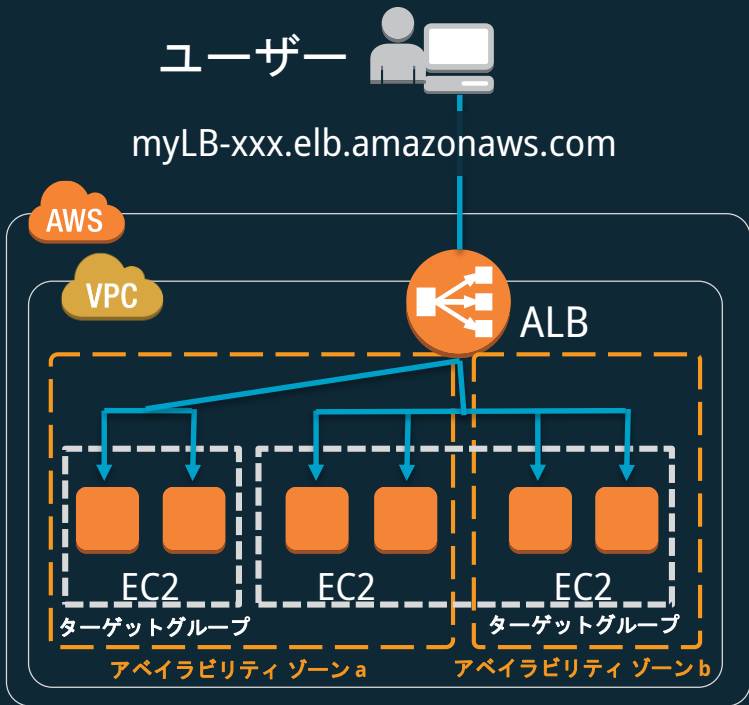 ユーザー
myLB-xxx.elb.amazonaws.com
AWS
VPC
ALB
EC2
EC2
EC2
ターゲットグループ
ターゲットグループ
アベイラビリティ ゾーン a
アベイラビリティ ゾーン b